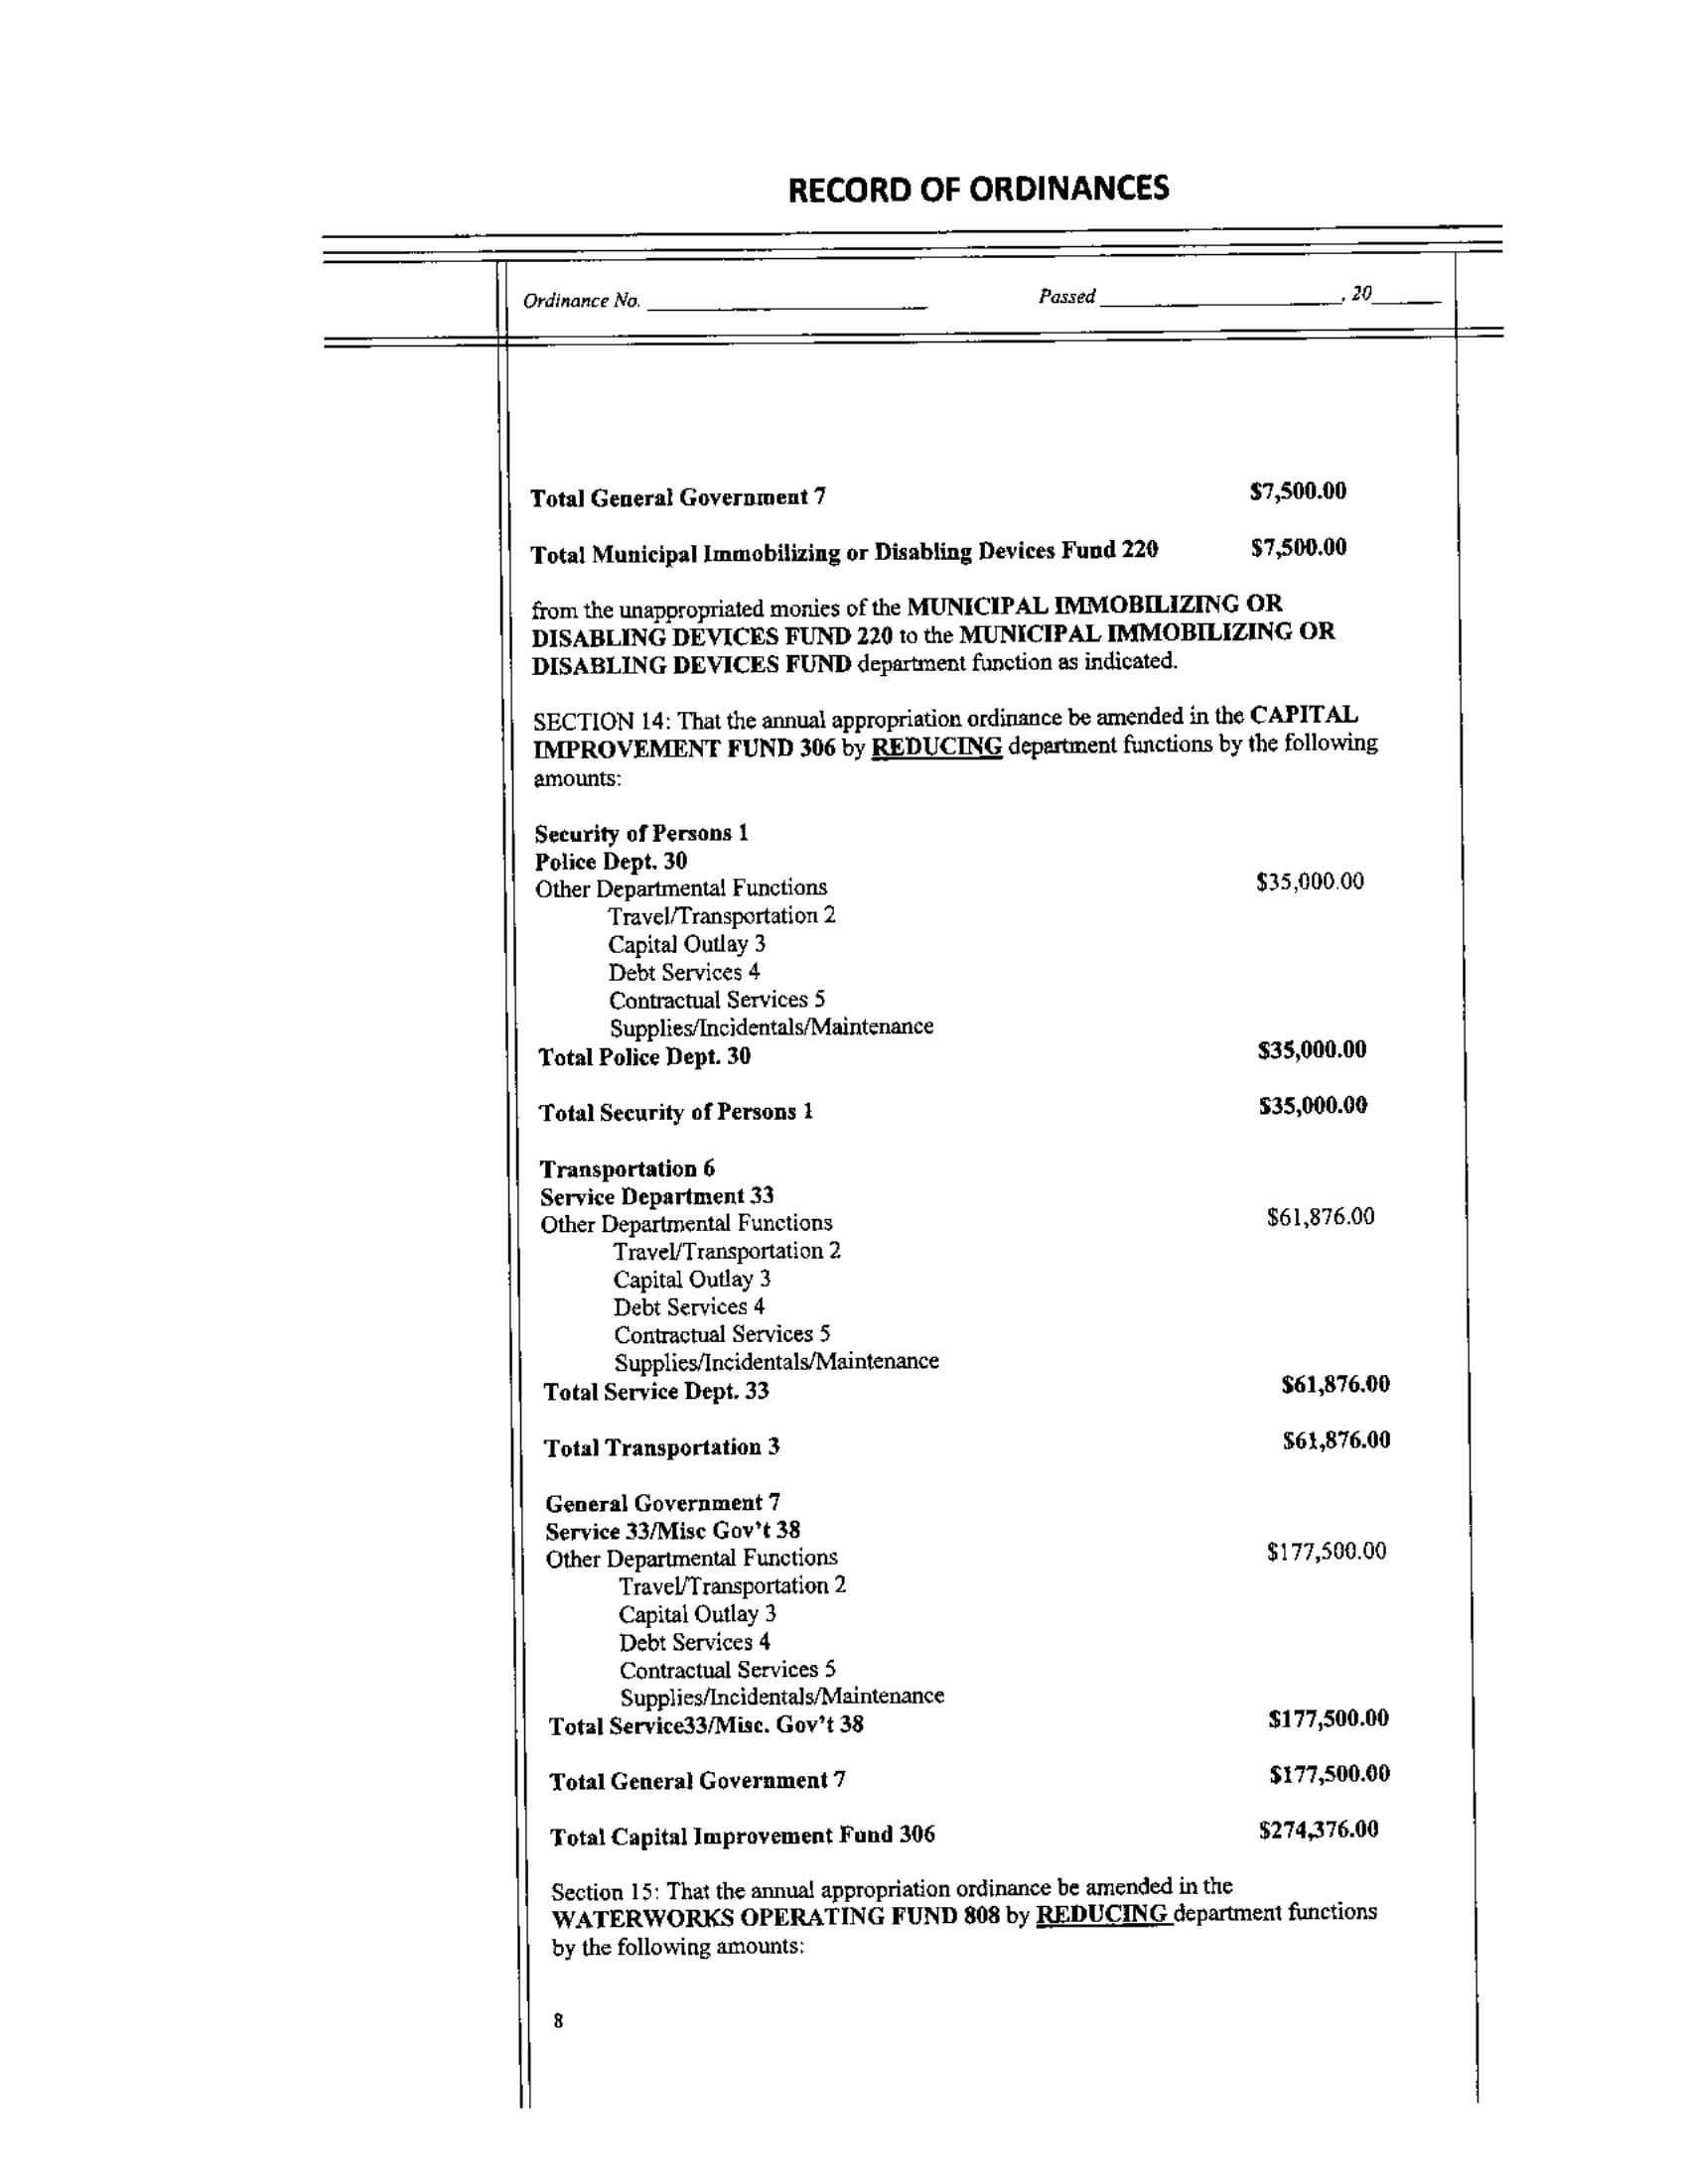 RECORD OF ORDINANCES
Ordinance No. Passed , 20
Total General Government 7 $7,500.00
Total Municipal Immobilizing or Disabling Devices Fund 220 $7,500.00
from the unappropriated monies of the MUNICIPAL IMMOBILIZING OR
DISABLING DEVICES FUND 220 to the MUNICIPAL IMMOBILIZING OR
DISABLING DEVICES FUND department function as indicated.
SECTION 14: That the annual appropriation ordinance be amended in the CAPITAL
IMPROVEMENT FUND 306 by REDUCING department functions by the following
amounts:
Security of Persons 1
Police Dept. 30
Other Departmental Functions $35,000.00
Travel/Transportation 2
Capital Outlay 3
Debt Services 4
Contractual Services 5
Supplies/Incidentals/Maintenance
Total Police Dept. 30 $35,000.00
Total Security of Persons 1 $35,000.00
Transportation 6
Service Department 33
Other Departmental Functions $61,876.00
Travel/Transportation 2
Capital Outlay 3
Debt Services 4
Contractual Services 5
Supplies/Incidentals/Maintenance
Total Service Dept. 33 $61,876.00
Total Transportation 3 $61,876.00
General Government 7
Service 33/Misc Gov't 38
Other Departmental Functions $177,500.00
Travel/Transportation 2
Capital Outlay 3
Debt Services 4
Contractual Services 5
Supplies/Incidentals/Maintenance
Total Service33/Misc. Gov't 38 $177,500.00
Total General Government 7 $177,500.00
Total Capital Improvement Fund 306 $274,376.00
Section 15: That the annual appropriation ordinance be amended in the
WATERWORKS OPERATING FUND 808 by REDUCING department functions
by the following amounts:
8